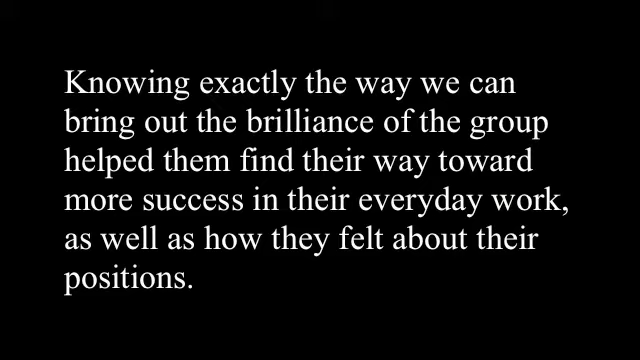 Knowing exactly the way we can
bring out the brilliance of the group
helped them find their way toward
more success in their everyday work,
as well as how they felt about their
positions.